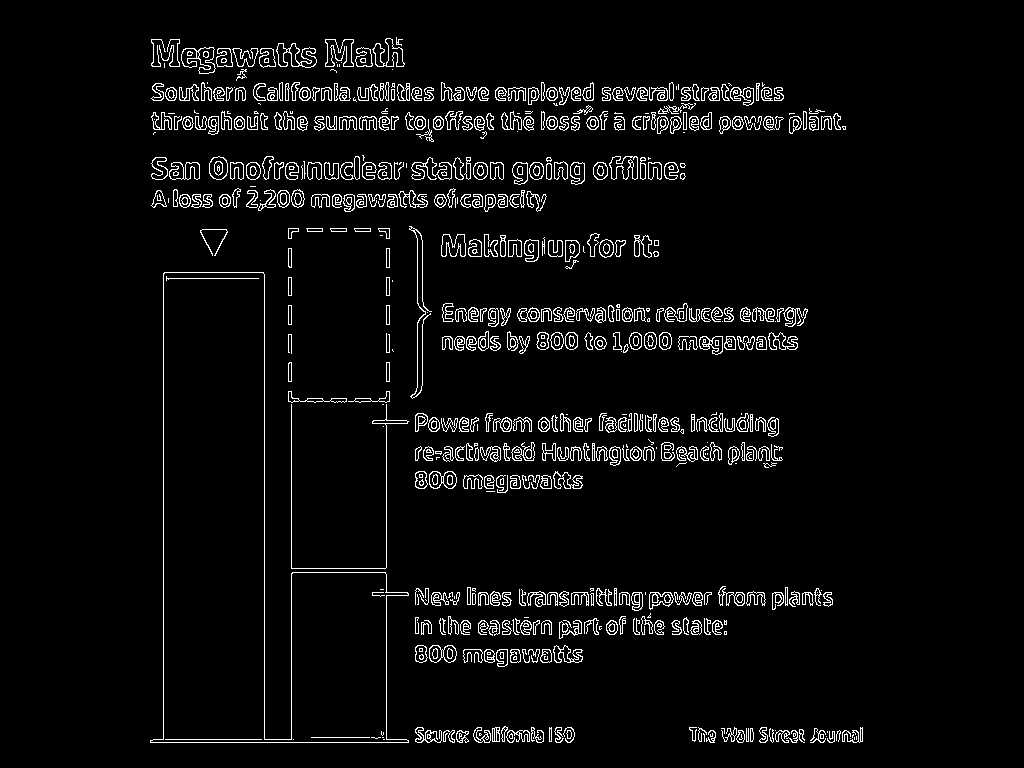 Megawatts Math
Southern California utilities have employed several strategies
throughout the summer to offset the loss of a crippled power plant.
San Onofre nuclear station going offline:
A loss of 2,200 megawatts of capacity
Making up for it:
Energy conservation: reduces energy
needs by 800 to 1,000 megawatts
Power from other facilities, including
re-activated Huntington Beach plant:
800 megawatts
New lines transmitting power from plants
in the eastern part of the state:
800 megawatts
Source: California ISO
The Wall Street Journal